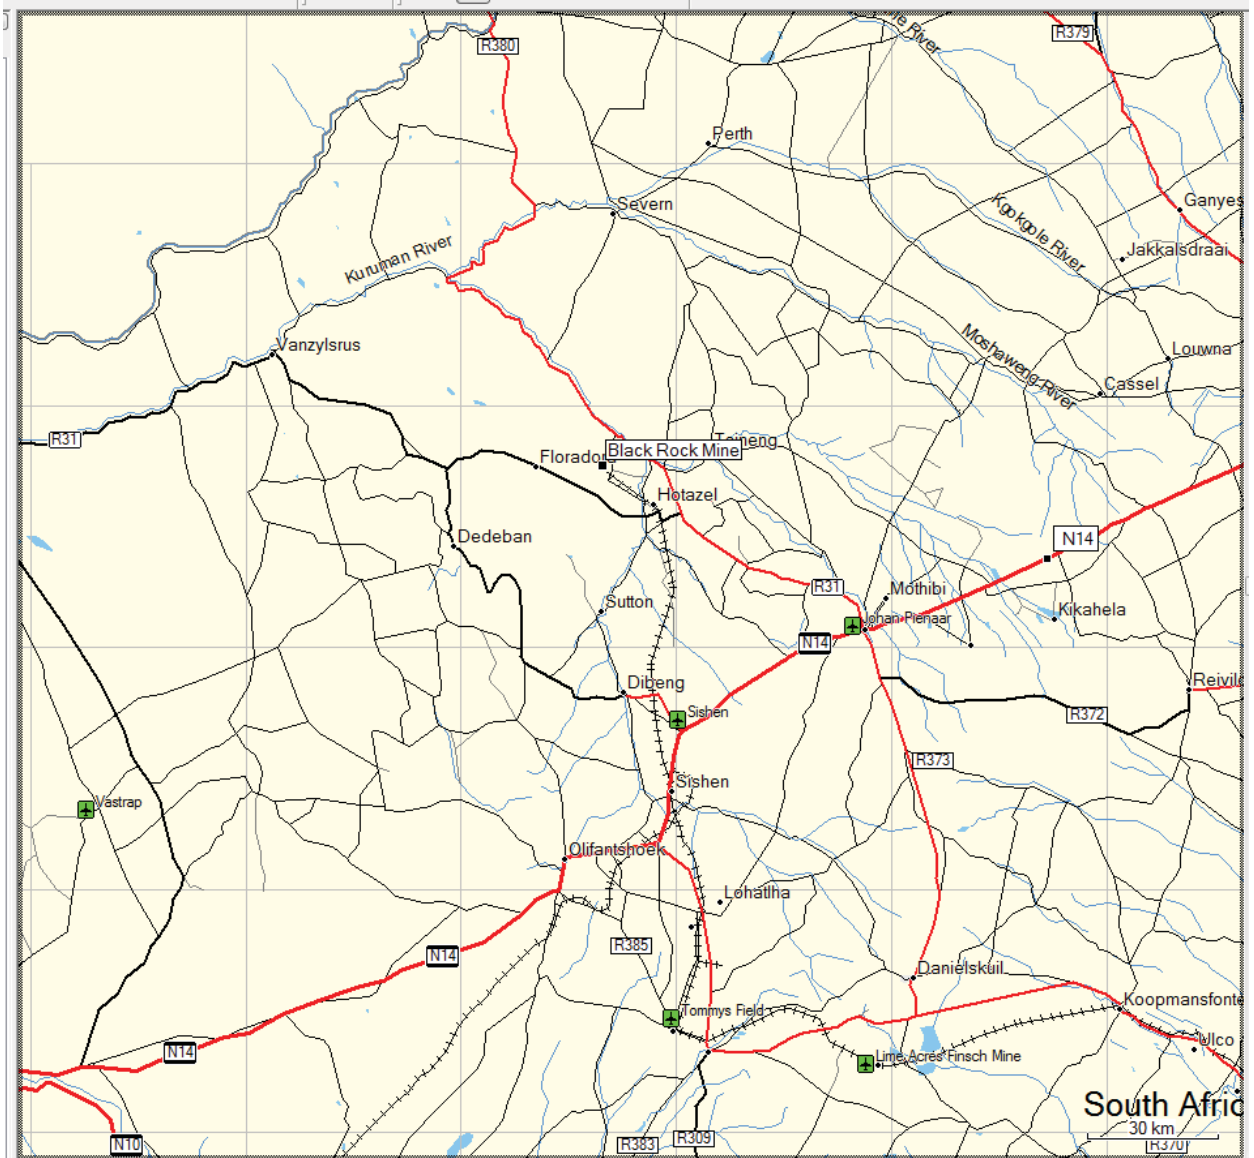 R380
R379
Perth
Severn
Ganyes
Kgokgole River
Jakkalsdraai
Kuruman River
Vanzylsrus
Moshaweng River
Louwna
Cassel
R31
Black Rock Mine
Floradora
Hotazel
Dedeban
N14
R31
Mothibi
Sutton
Kikahela
Johan Pienaar
N14
Dibeng
Reivilo
Sishen
R372
R373
Sishen
Vastrap
Olifantshoek
Lohatlha
R385
N14
Danielskuil
Koopmansfonte
Tommys Field
Ulco
N14
Lime Acres Finsch Mine
South Afric
30 km
N10
R383
R309
R370